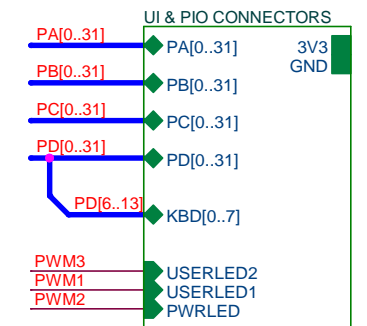 UI & PIO CONNECTORS
PA[0..31] PA[0..31] 3V3
GND
PB[0..31] PB[0..31]
PC[0..31] PC[0..31]
PD[0..31] PD[0..31]
PD[6..13] KBD[0..7]
PWM3 USERLED2
PWM1 USERLED1
PWM2 PWRLED